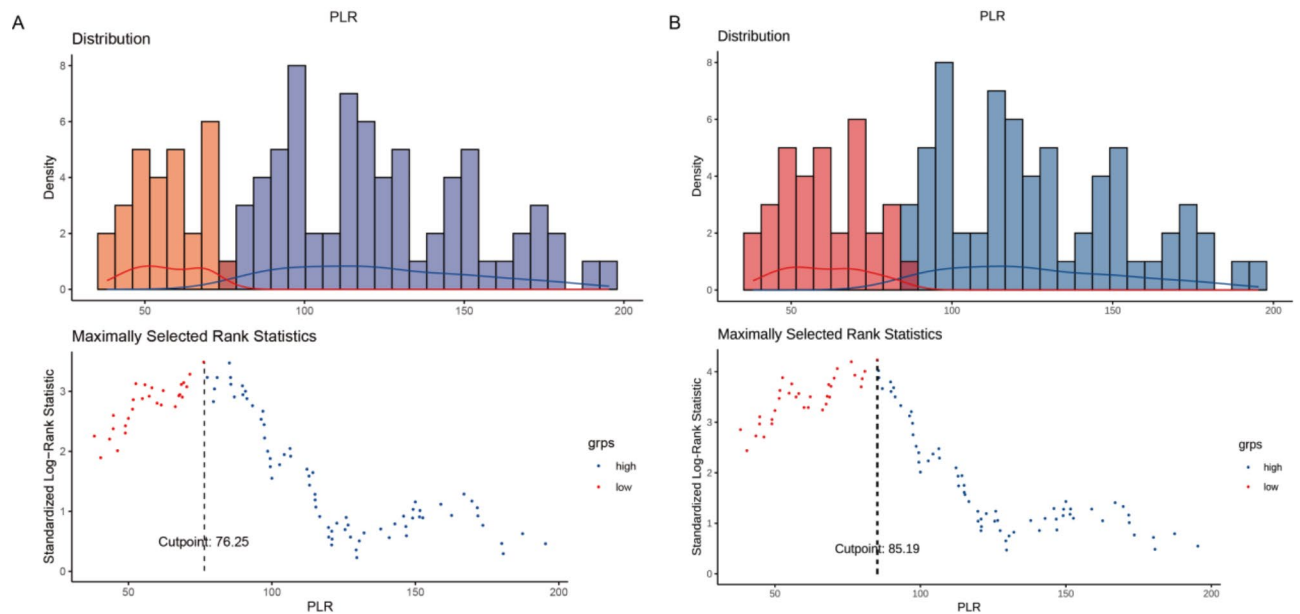 A
PLR
Distribution
Density
8
6
4
2
0
50
100
150
200
Maximally Selected Rank Statistics
Standardized Log-Rank Statistic
3
2
1
0
Cutpoint: 76.25
50
100
150
200
PLR
grps
high
low
B
PLR
Distribution
Density
8
6
4
2
0
50
100
150
200
Maximally Selected Rank Statistics
Standardized Log-Rank Statistic
4
3
2
1
0
Cutpoint: 85.19
50
100
150
200
PLR
grps
high
low